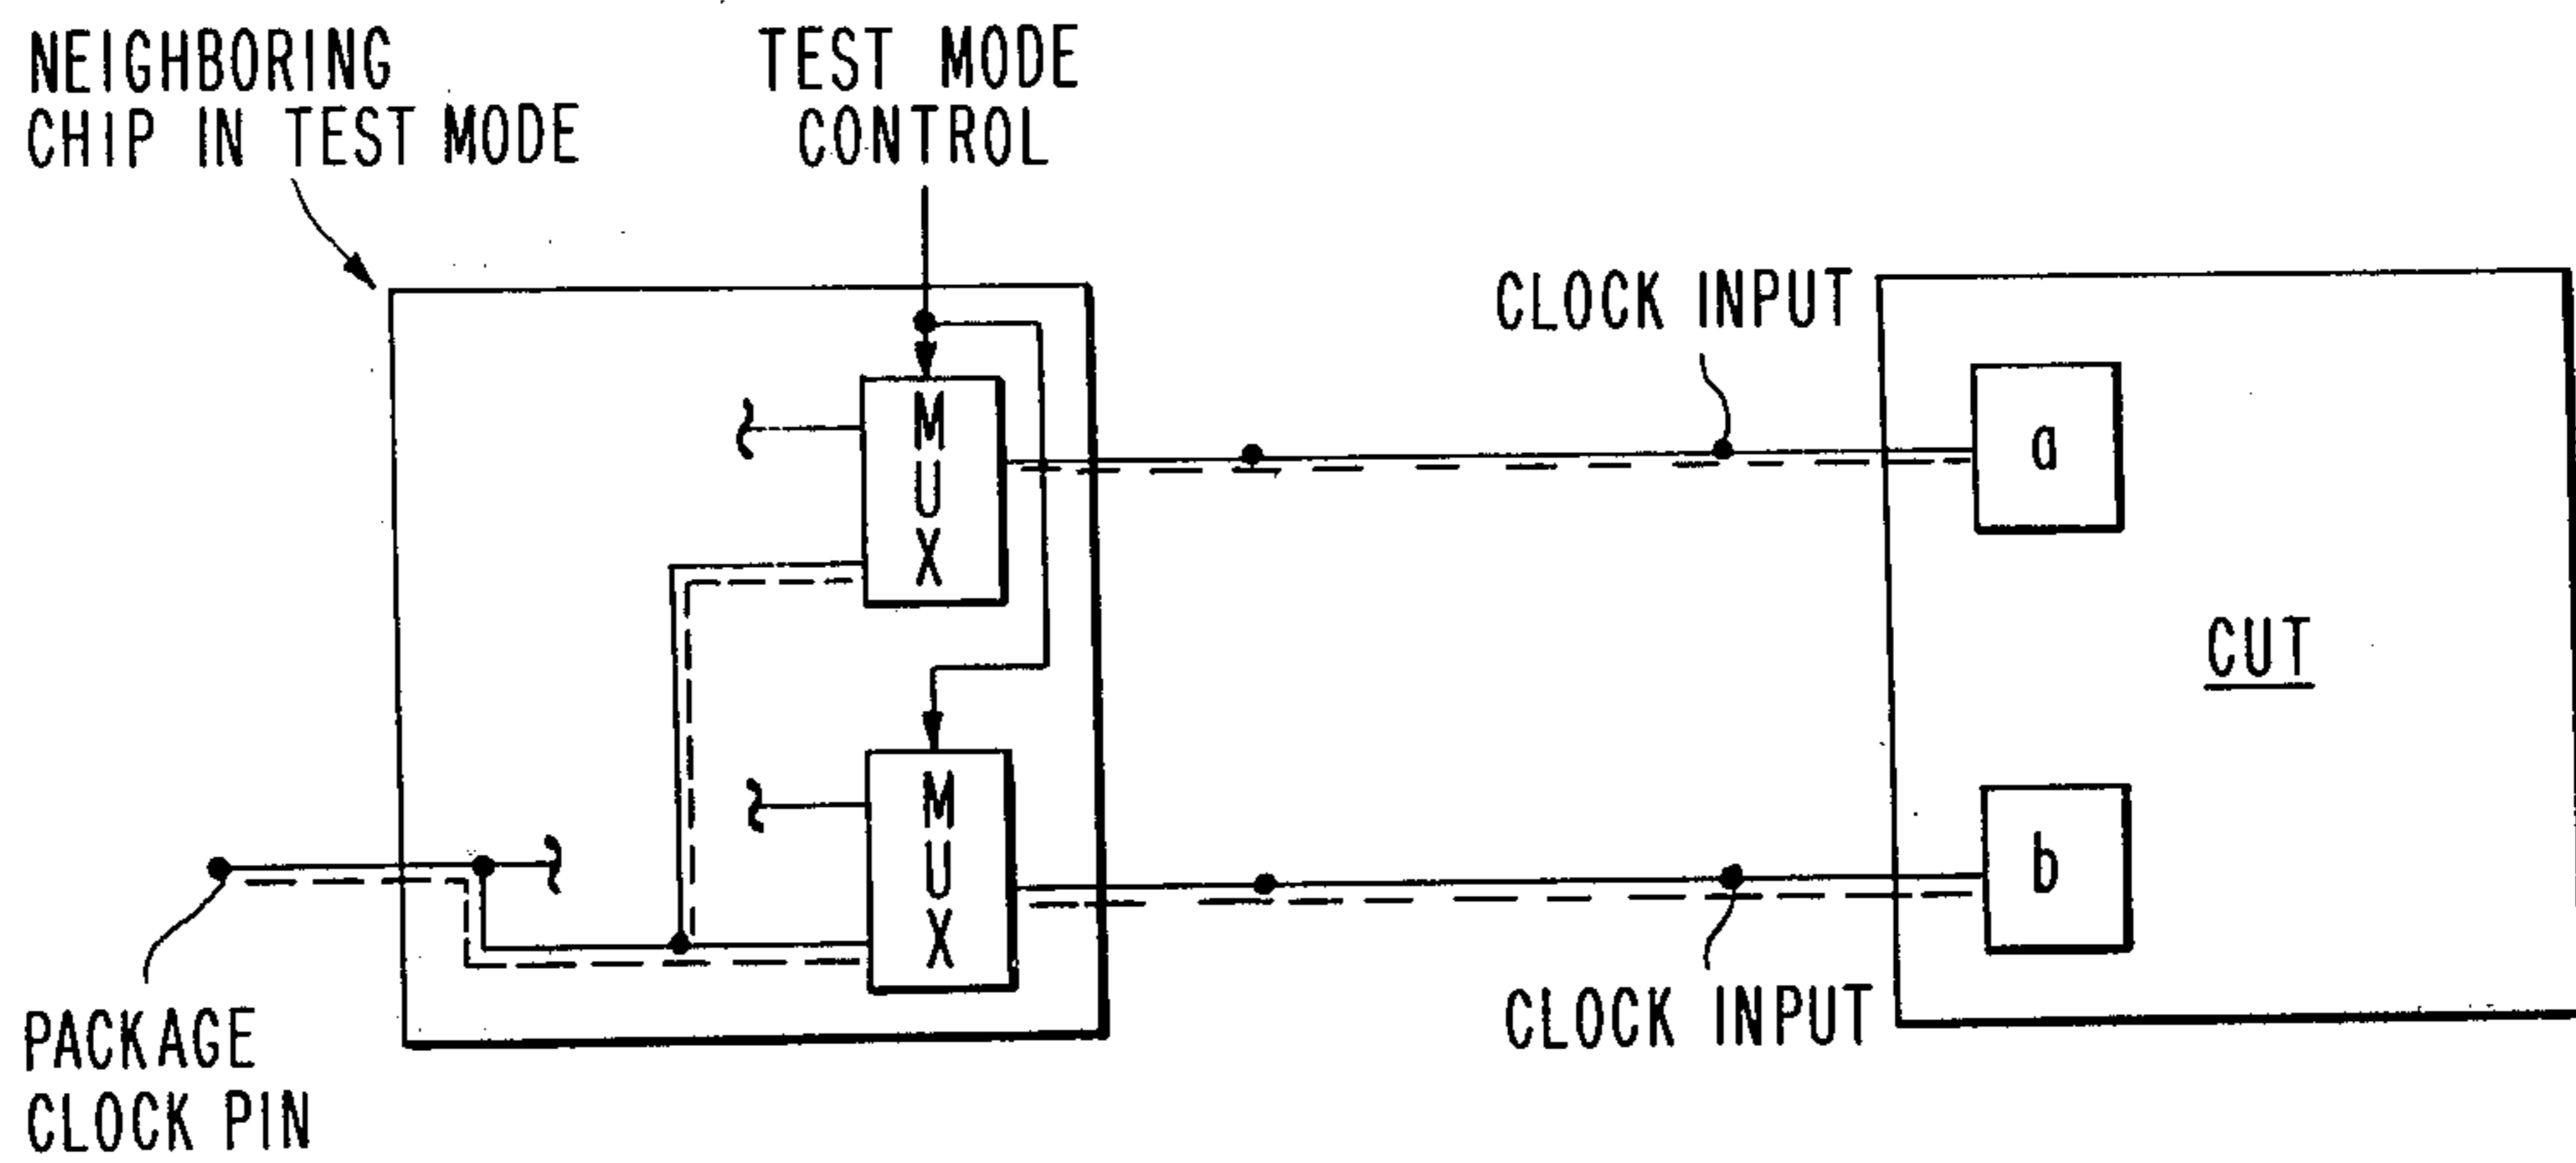 NEIGHBORING
CHIP IN TEST MODE
TEST MODE
CONTROL
CLOCK INPUT
MUX
a
CUT
MUX
b
CLOCK INPUT
PACKAGE
CLOCK PIN